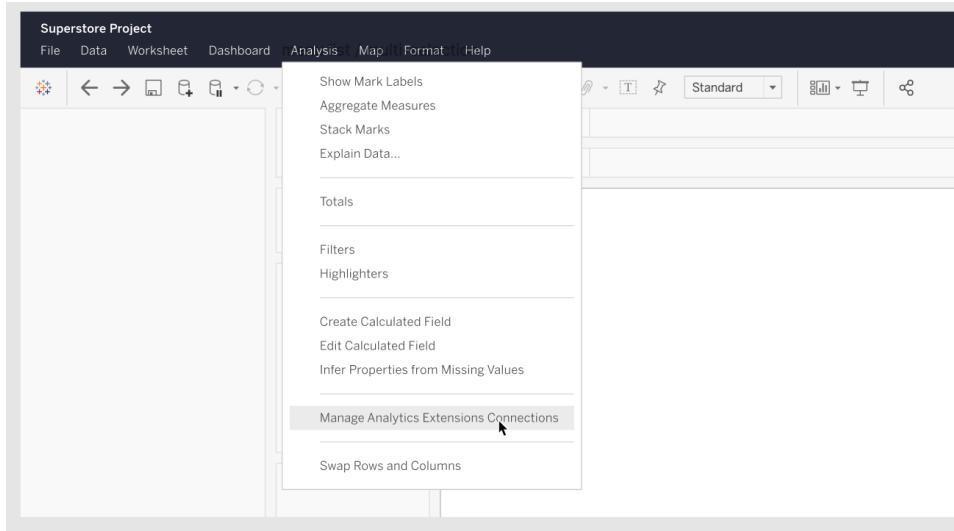 Superstore Project
File Data Worksheet Dashboard Analysis Map Format Help
Standard
Show Mark Labels
Aggregate Measures
Stack Marks
Explain Data...
Totals
Filters
Highlighters
Create Calculated Field
Edit Calculated Field
Infer Properties from Missing Values
Manage Analytics Extensions Connections
Swap Rows and Columns